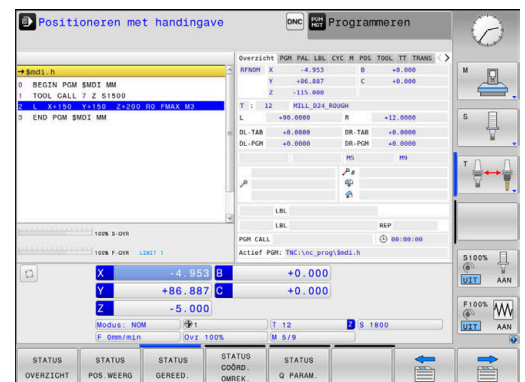 Positioneren met handingave
DNC
PGM MGT
Programmeren
Overzicht PGM PAL LBL CYC M POS TOOL TT TRANS
→$mdi.h
0 BEGIN PGM $MDI MM
1 TOOL CALL 7 Z S1500
2 L X+150 Y+150 Z+200 R0 FMAX M3
3 END PGM $MDI MM
RFNOM X -4.953 B +0.000
Y +86.887 C +0.000
Z -115.000
T : 12 MILL_D24_ROUGH
L +90.0000 R +12.0000
DL-TAB +0.0000 DR-TAB +0.0000
DL-PGM +0.0000 DR-PGM +0.0000
M5 M9
LBL
LBL REP
PGM CALL 00:00:00
Actief PGM: TNC:\nc_prog\$mdi.h
100% S-OVR
100% F-OVR LIMIT 1
X -4.953 B +0.000
Y +86.887 C +0.000
Z -5.000
Modus: NOM 1 T 12 Z S 1800
F 0mm/min Ovr 100% M 5/9
M
S
T
S100%
UIT AAN
F100%
UIT AAN
STATUS OVERZICHT
STATUS POS.WEERG
STATUS GEREED.
STATUS COÖRD. OMREK.
STATUS Q PARAM.